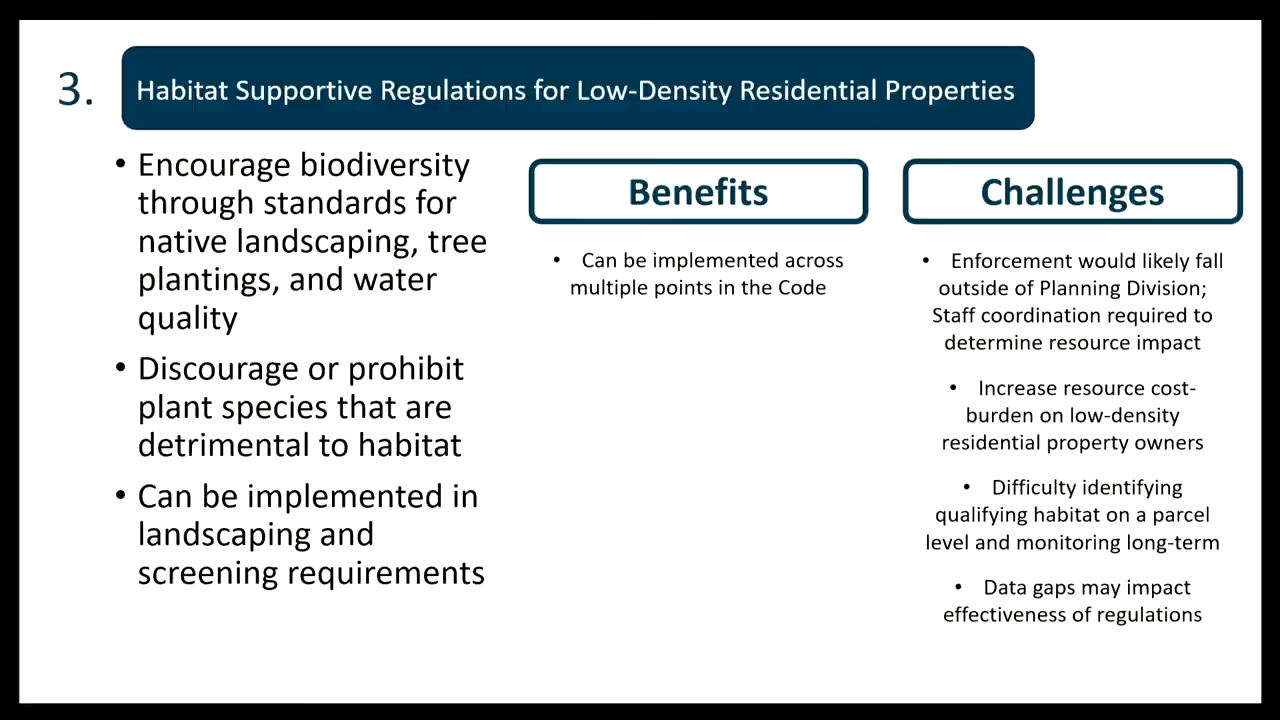 3.
Habitat Supportive Regulations for Low-Density Residential Properties
• Encourage biodiversity
through standards for
native landscaping, tree
plantings, and water
quality
• Discourage or prohibit
plant species that are
detrimental to habitat
• Can be implemented in
landscaping and
screening requirements
Benefits
• Can be implemented across
multiple points in the Code
Challenges
• Enforcement would likely fall
outside of Planning Division;
Staff coordination required to
determine resource impact
• Increase resource cost-
burden on low-density
residential property owners
• Difficulty identifying
qualifying habitat on a parcel
level and monitoring long-term
• Data gaps may impact
effectiveness of regulations